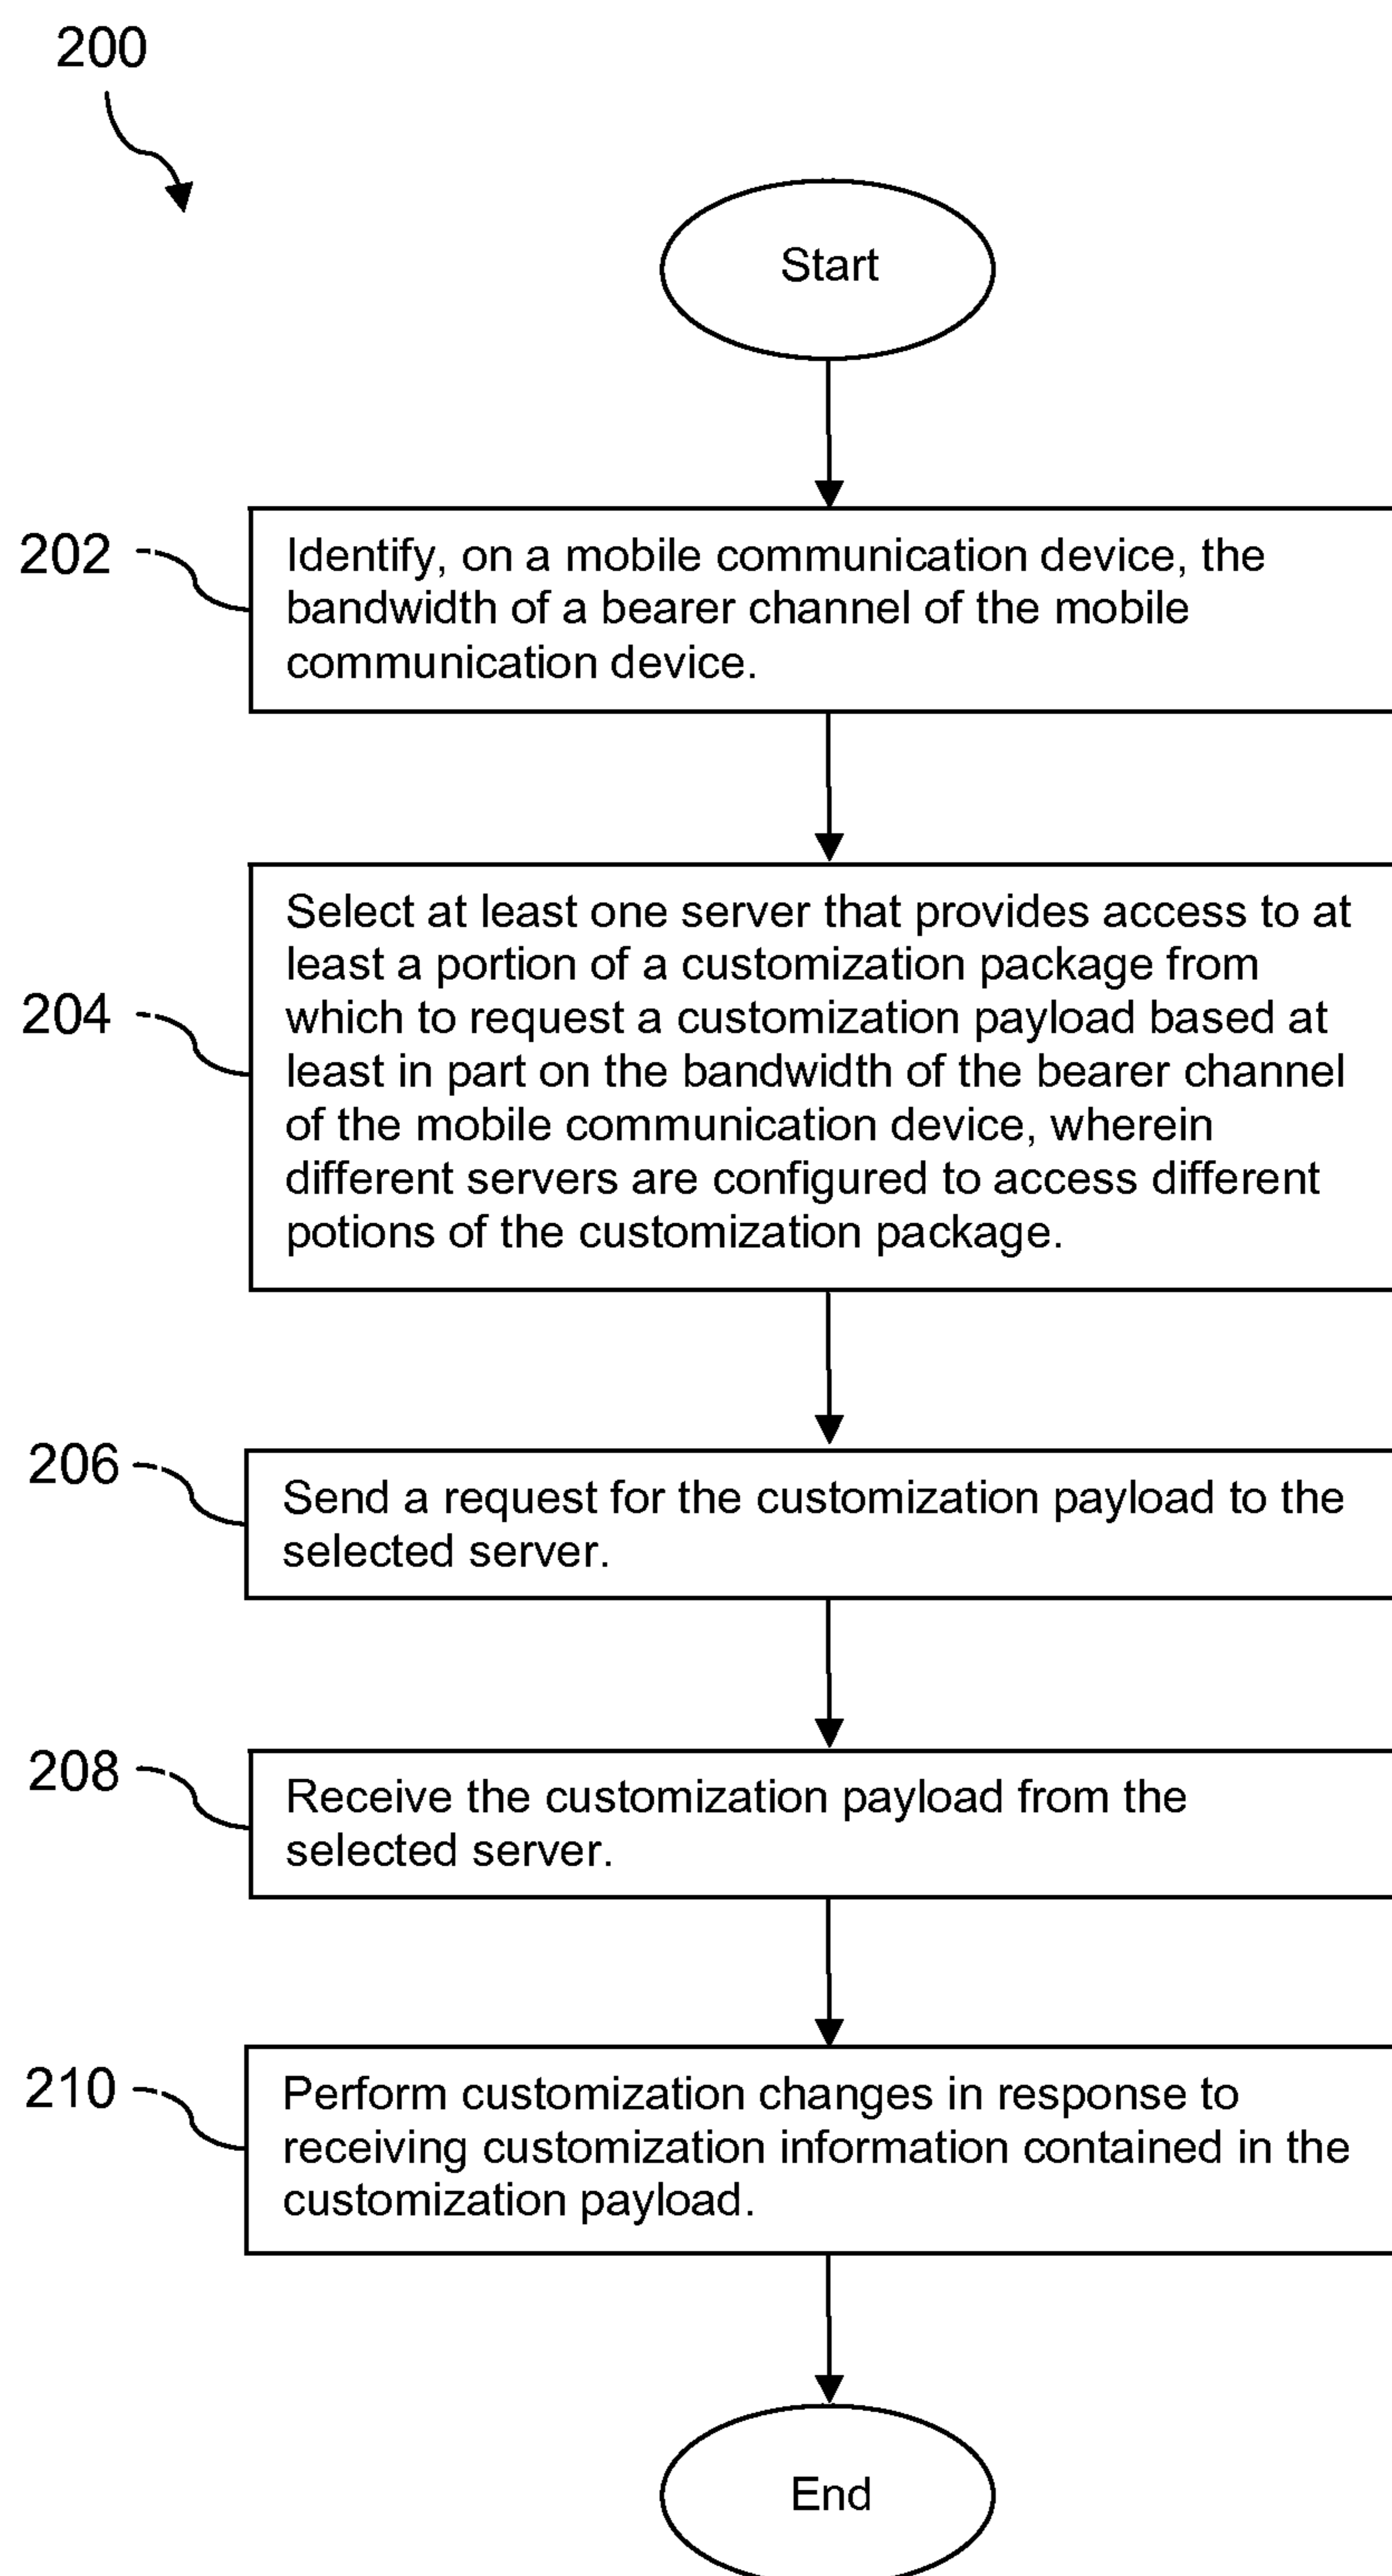 200
Start
202
Identify, on a mobile communication device, the
bandwidth of a bearer channel of the mobile
communication device.
204
Select at least one server that provides access to at
least a portion of a customization package from
which to request a customization payload based at
least in part on the bandwidth of the bearer channel
of the mobile communication device, wherein
different servers are configured to access different
potions of the customization package.
206
Send a request for the customization payload to the
selected server.
208
Receive the customization payload from the
selected server.
210
Perform customization changes in response to
receiving customization information contained in the
customization payload.
End